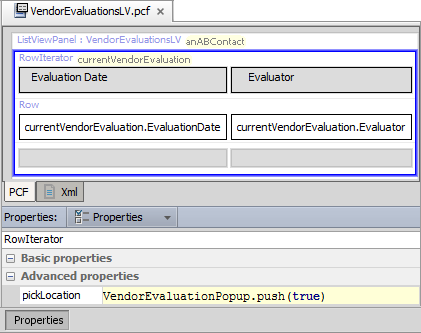 VendorEvaluationsLV.pcf
ListViewPanel : VendorEvaluationsLV anABContact
RowIterator currentVendorEvaluation
Evaluation Date Evaluator
Row
currentVendorEvaluation.EvaluationDate currentVendorEvaluation.Evaluator
PCF Xml
Properties: Properties
RowIterator
Basic properties
Advanced properties
pickLocation VendorEvaluationPopup.push(true)
Properties